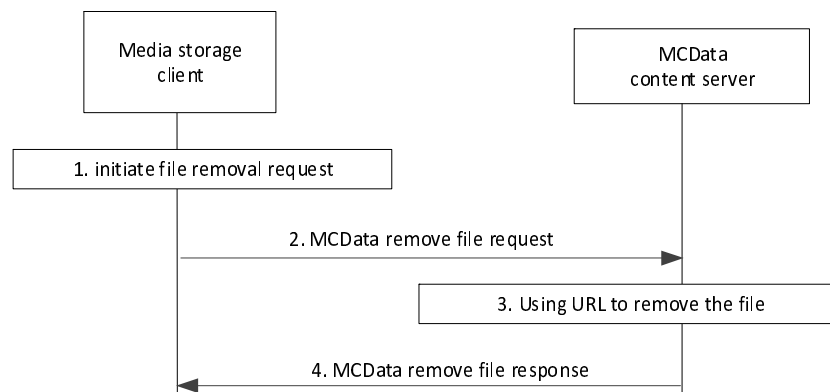 Media storage
client
MCData
content server
1. initiate file removal request
2. MCData remove file request
3. Using URL to remove the file
4. MCData remove file response